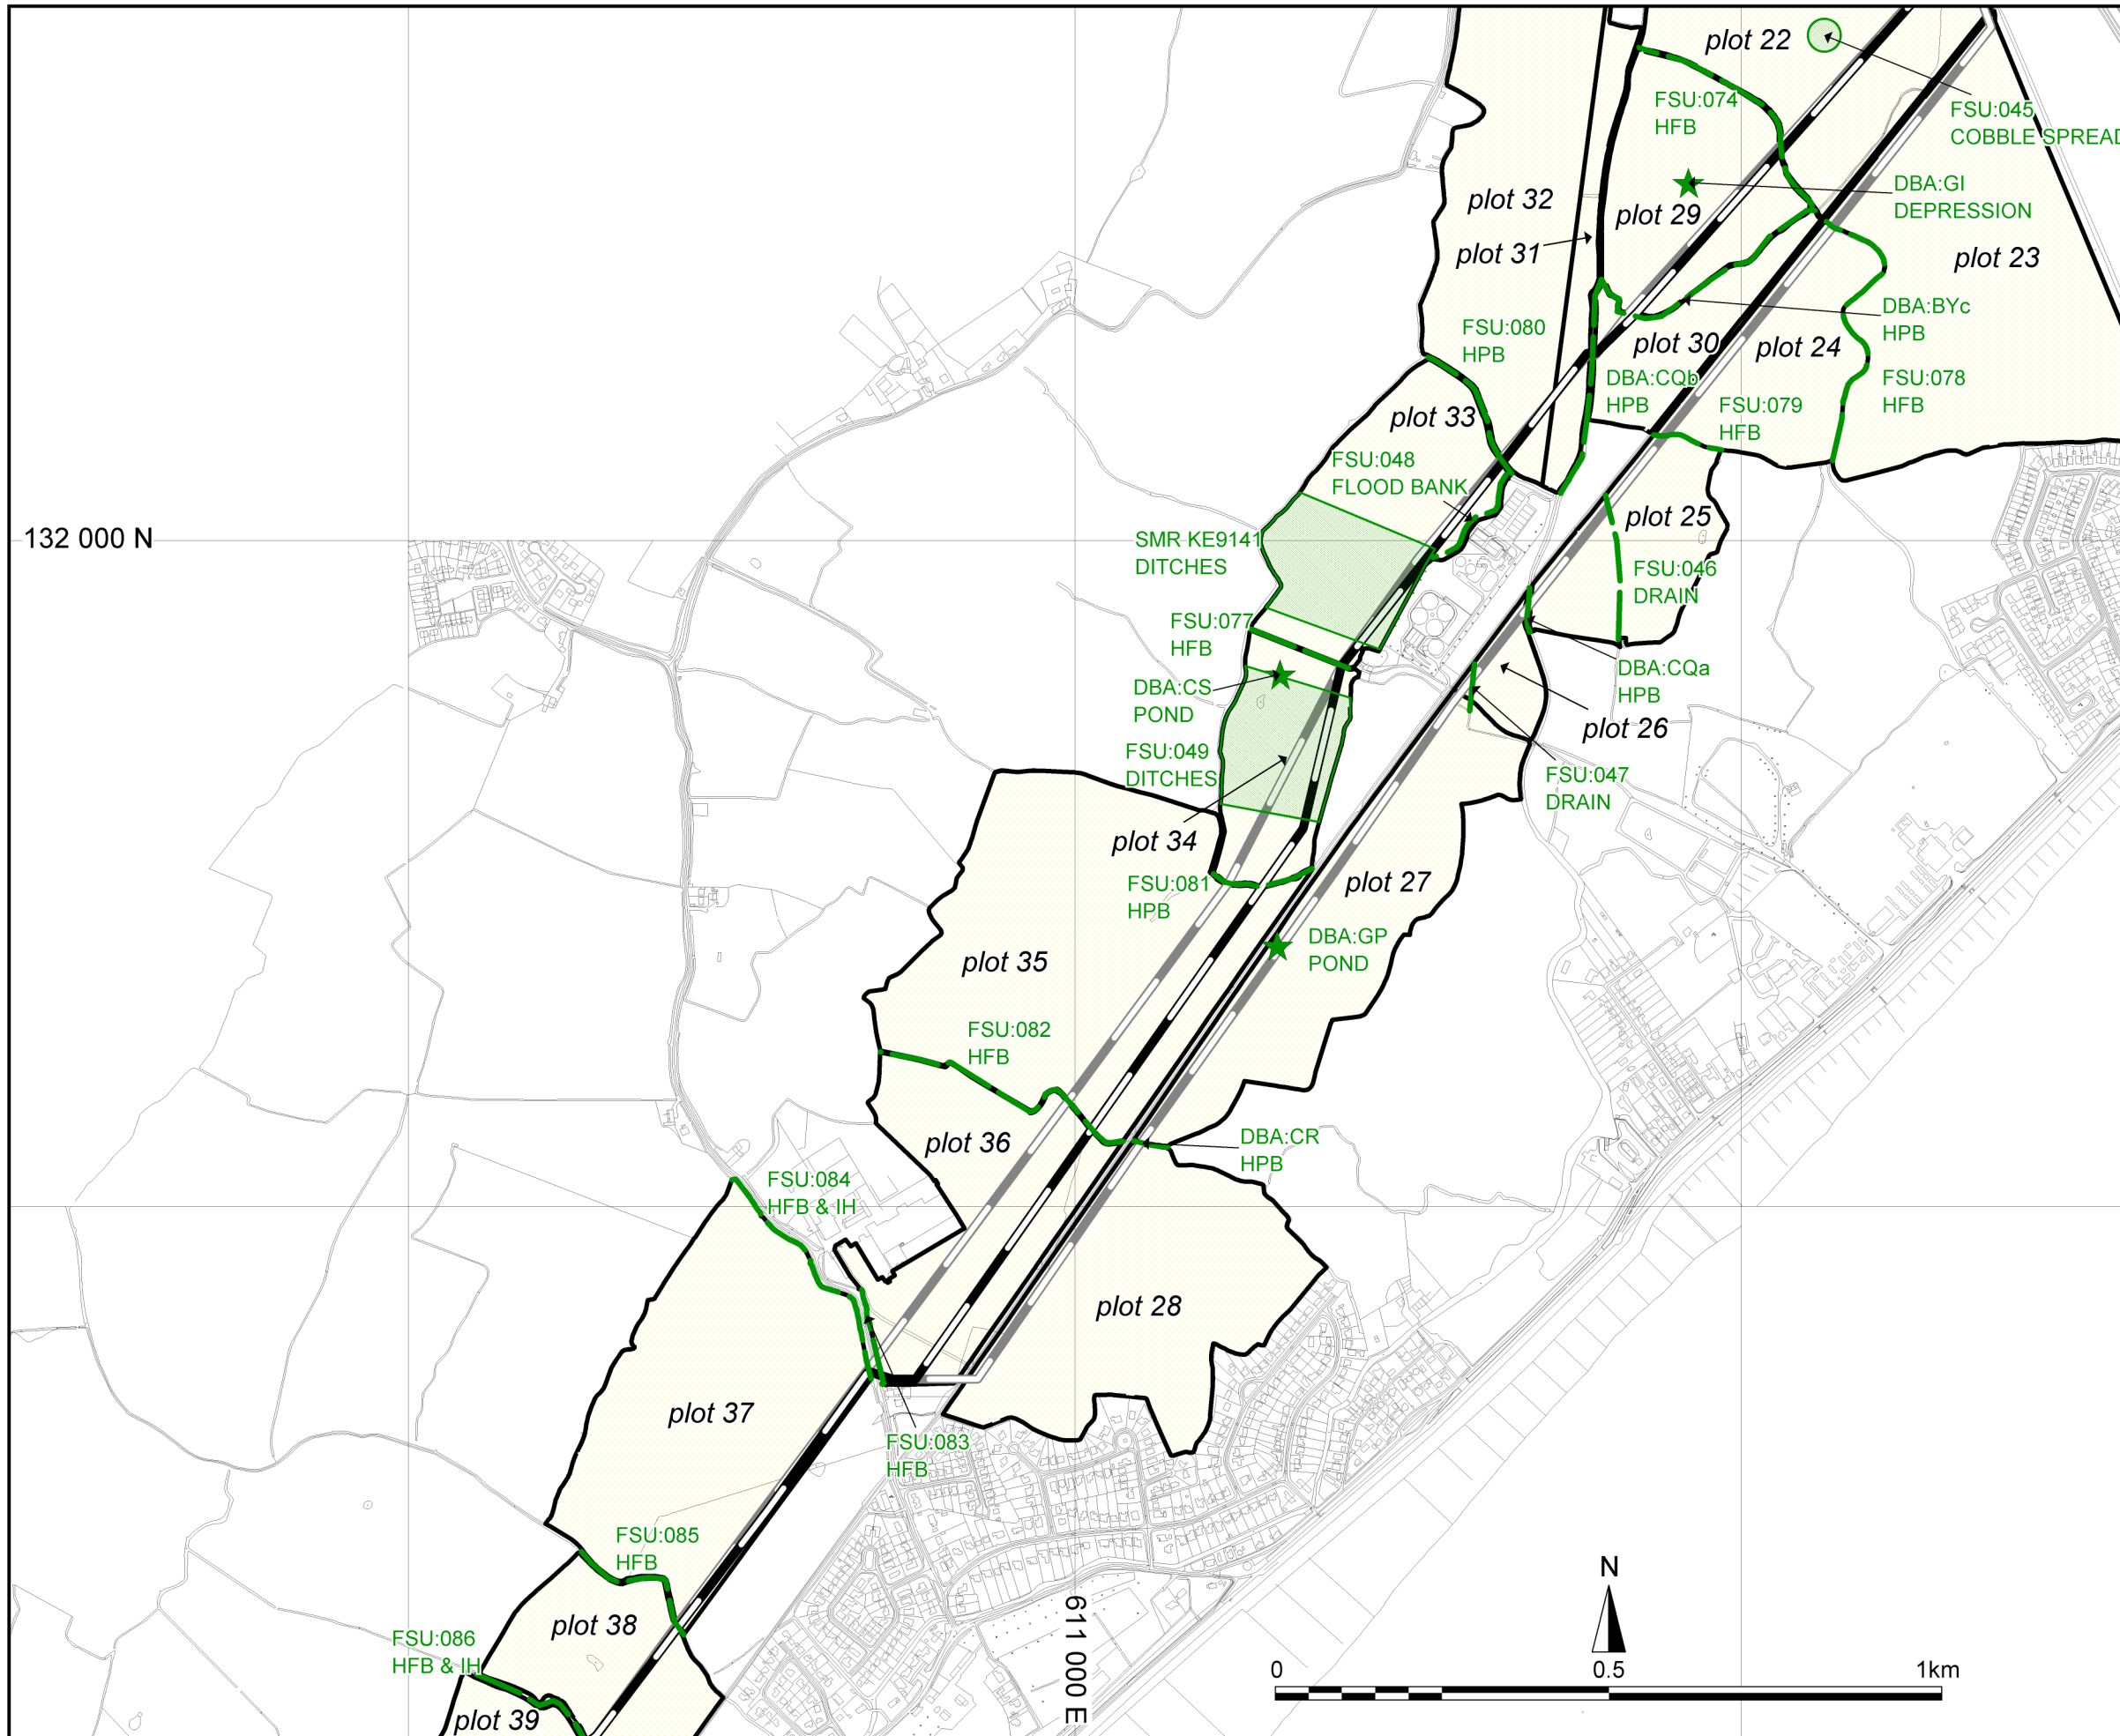 plot 22
FSU:074
HFB
FSU:045
COBBLE SPREAD
plot 32
DBA:GI
DEPRESSION
plot 29
plot 31
plot 23
DBA:BYc
HPB
FSU:080
HPB
plot 30
plot 24
DBA:CQb
HPB
FSU:078
HFB
FSU:079
HFB
plot 33
FSU:048
FLOOD BANK
plot 25
132 000 N
SMR KE9141
DITCHES
FSU:046
DRAIN
FSU:077
HFB
DBA:CQa
HPB
DBA:CS
POND
plot 26
FSU:049
DITCHES
FSU:047
DRAIN
plot 34
FSU:081
HPB
plot 27
DBA:GP
POND
plot 35
FSU:082
HFB
plot 36
DBA:CR
HPB
FSU:084
HFB & IH
plot 28
plot 37
FSU:083
HFB
FSU:085
HFB
plot 38
FSU:086
HFB & IH
plot 39
611 000 E
N
0 0.5 1km